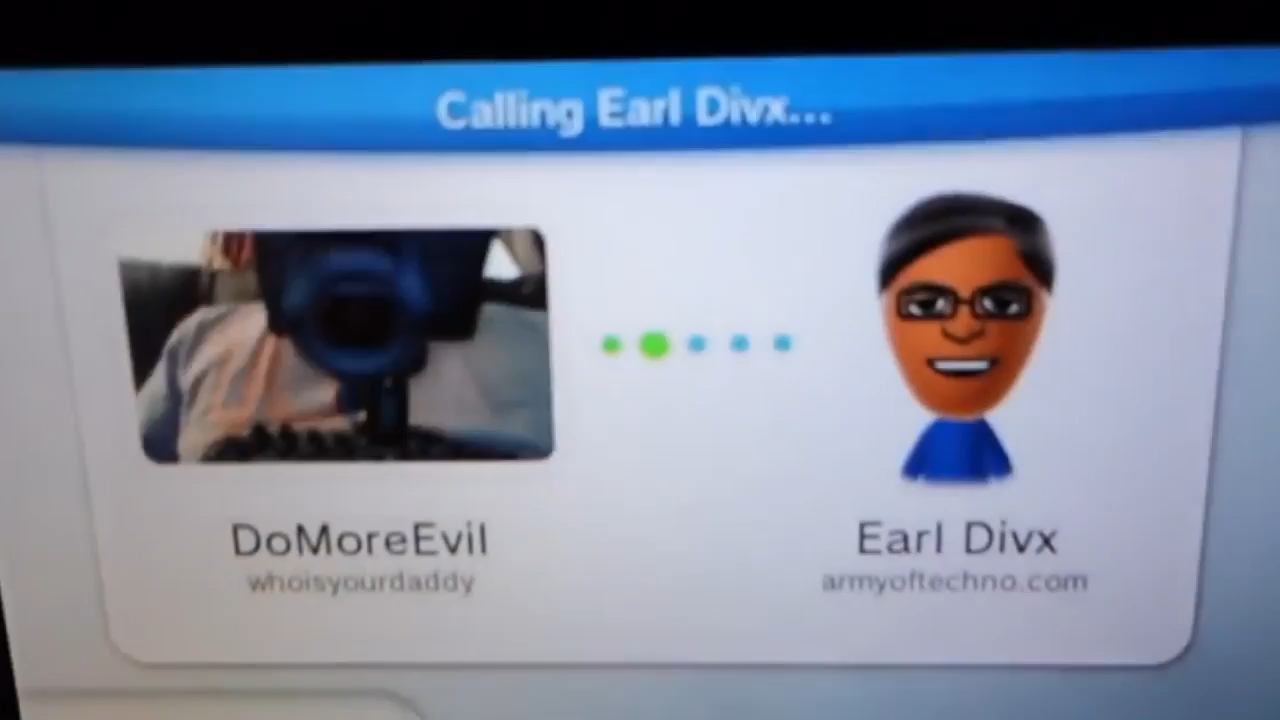 Calling Earl Divx...
DoMoreEvil
whoisyourdaddy
Earl Divx
armyoftechno.com